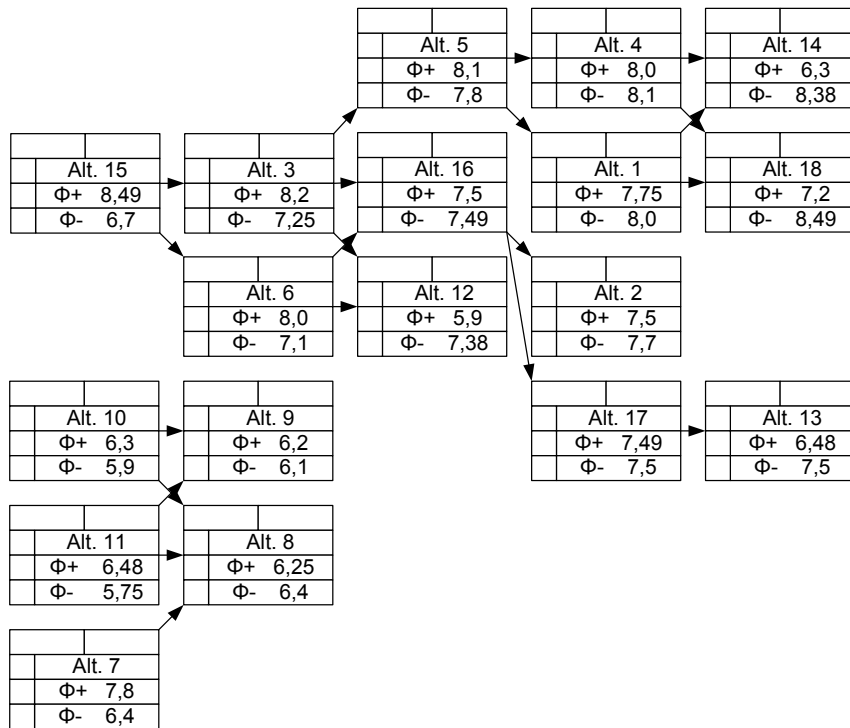 Alt. 5
Φ+ 8,1
Φ- 7,8
Alt. 4
Φ+ 8,0
Φ- 8,1
Alt. 14
Φ+ 6,3
Φ- 8,38
Alt. 15
Φ+ 8,49
Φ- 6,7
Alt. 3
Φ+ 8,2
Φ- 7,25
Alt. 16
Φ+ 7,5
Φ- 7,49
Alt. 1
Φ+ 7,75
Φ- 8,0
Alt. 18
Φ+ 7,2
Φ- 8,49
Alt. 6
Φ+ 8,0
Φ- 7,1
Alt. 12
Φ+ 5,9
Φ- 7,38
Alt. 2
Φ+ 7,5
Φ- 7,7
Alt. 10
Φ+ 6,3
Φ- 5,9
Alt. 9
Φ+ 6,2
Φ- 6,1
Alt. 17
Φ+ 7,49
Φ- 7,5
Alt. 13
Φ+ 6,48
Φ- 7,5
Alt. 11
Φ+ 6,48
Φ- 5,75
Alt. 8
Φ+ 6,25
Φ- 6,4
Alt. 7
Φ+ 7,8
Φ- 6,4